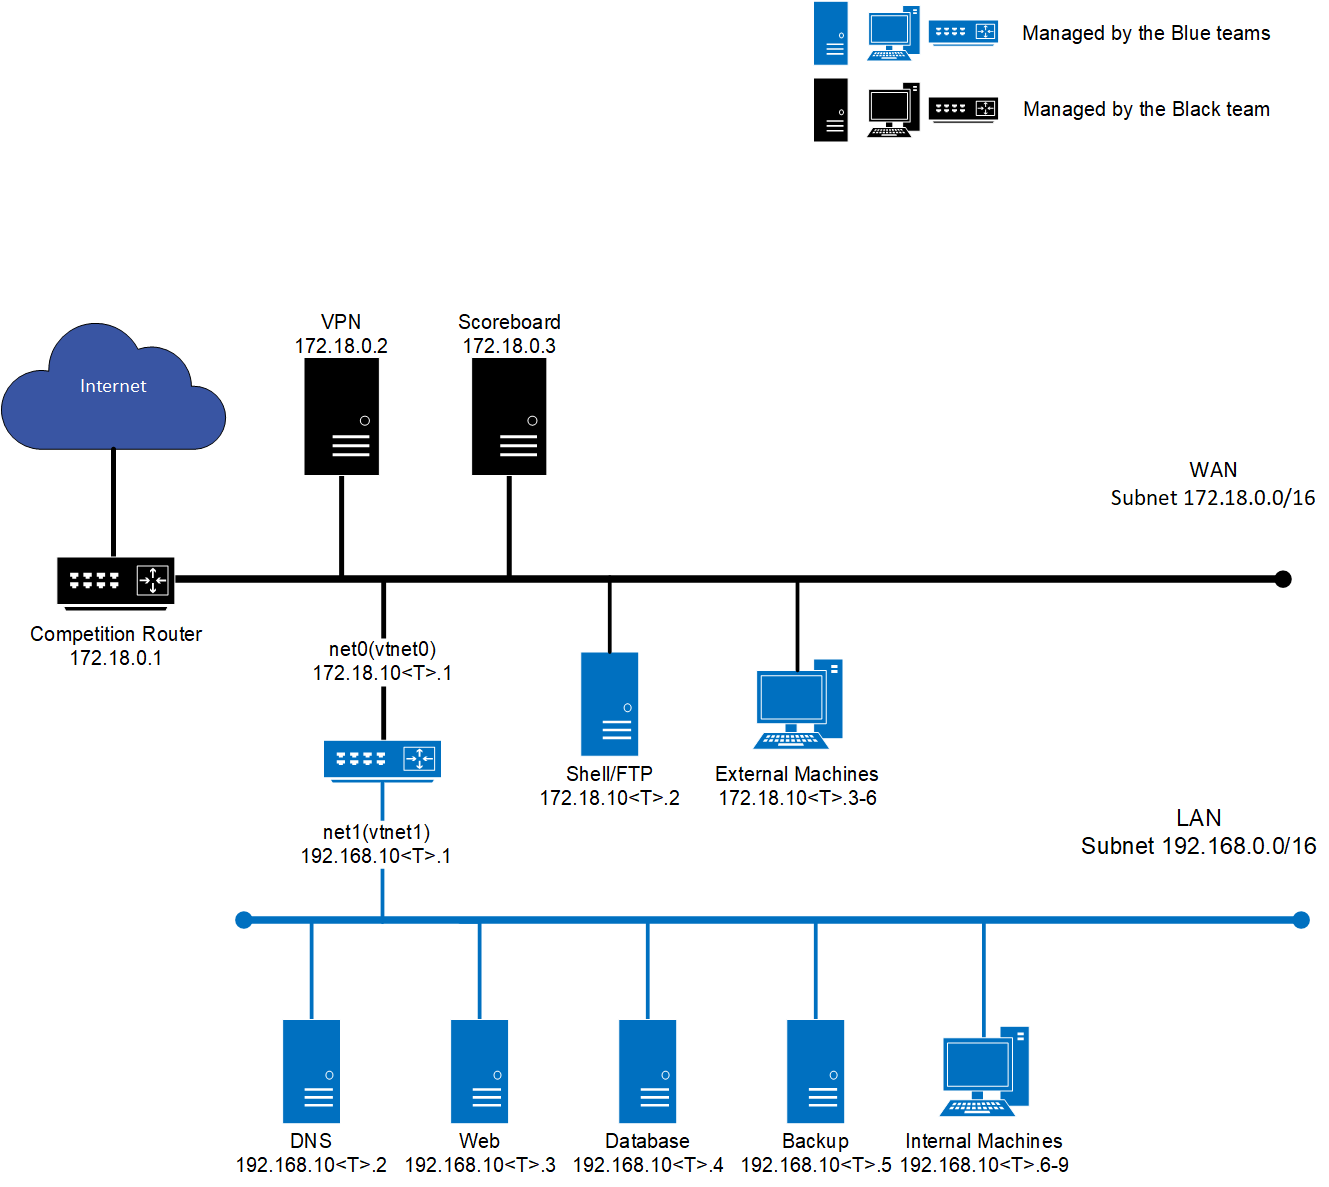 Managed by the Blue teams
Managed by the Black team
VPN
172.18.0.2
Scoreboard
172.18.0.3
Internet
WAN
Subnet 172.18.0.0/16
Competition Router
172.18.0.1
net0(vtnet0)
172.18.10<T>.1
Shell/FTP
172.18.10<T>.2
External Machines
172.18.10<T>.3-6
net1(vtnet1)
192.168.10<T>.1
LAN
Subnet 192.168.0.0/16
DNS
192.168.10<T>.2
Web
192.168.10<T>.3
Database
192.168.10<T>.4
Backup
192.168.10<T>.5
Internal Machines
192.168.10<T>.6-9